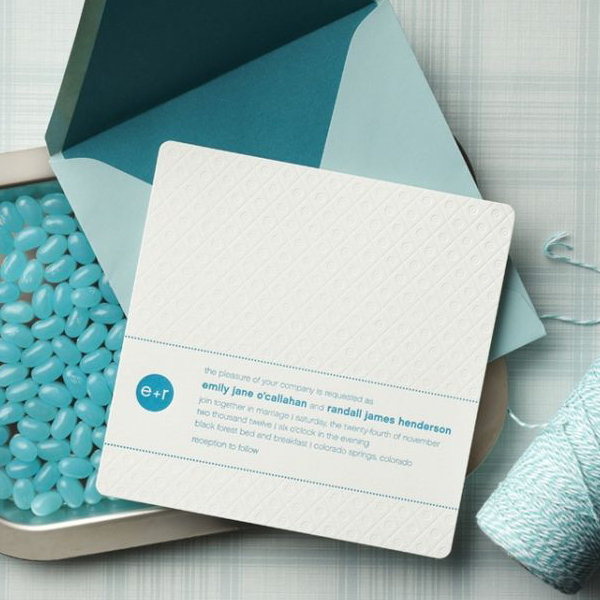 e+r
the pleasure of your company is requested as
emily jane o'callahan and randall james henderson
join together in marriage | saturday, the twenty-fourth of november
two thousand twelve | six o'clock in the evening
black forest bed and breakfast | colorado springs, colorado
reception to follow